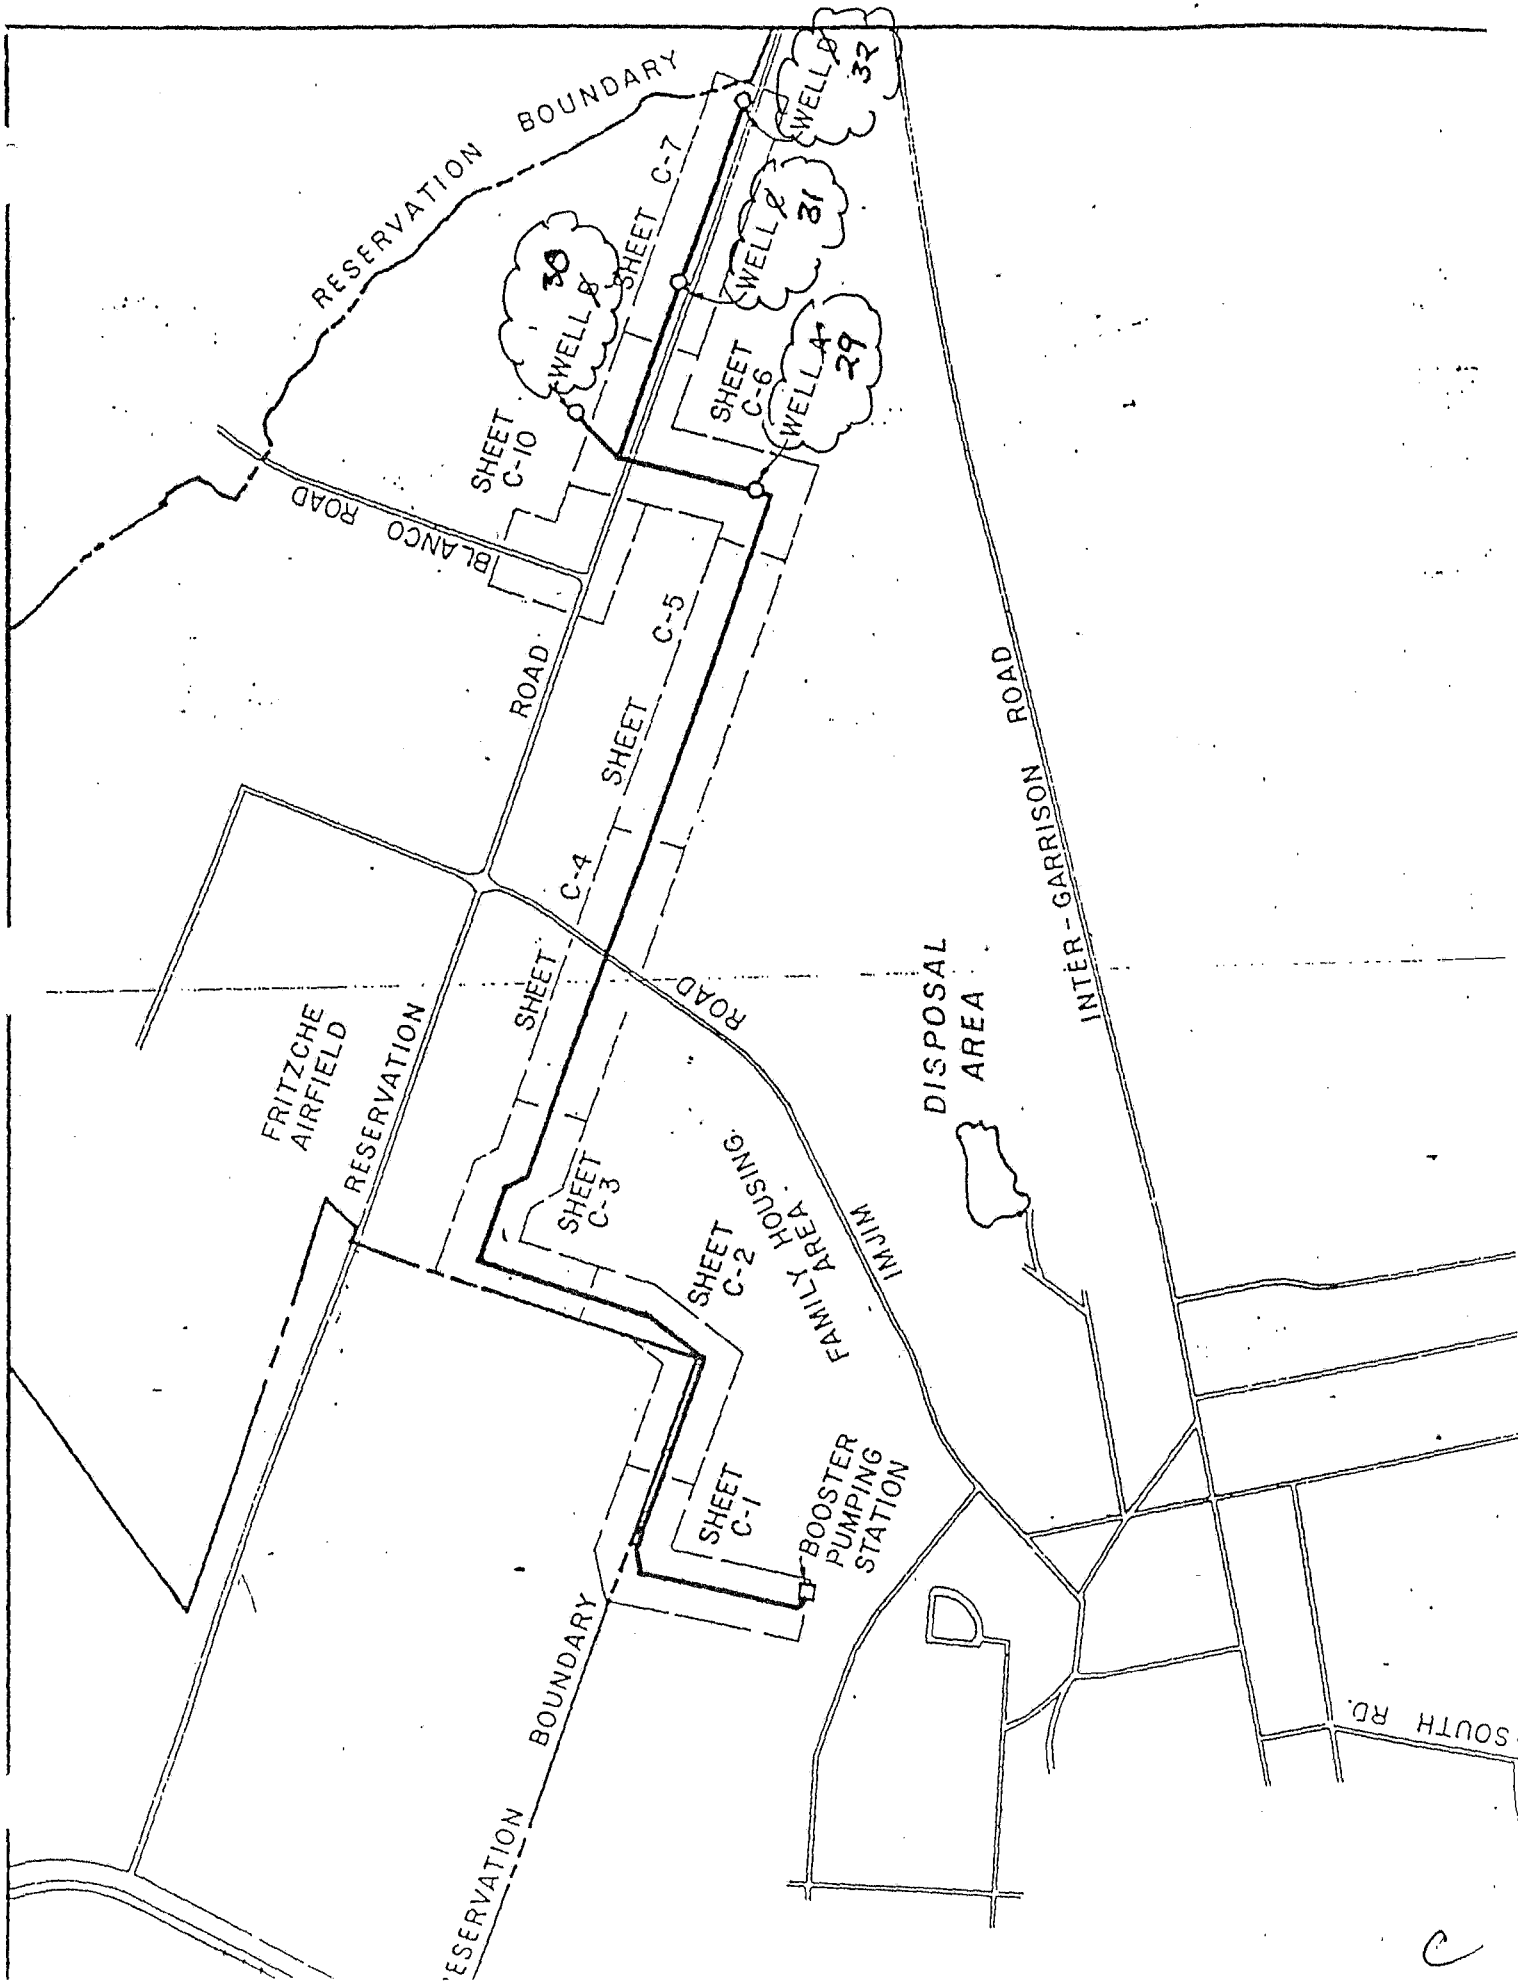 RESERVATION BOUNDARY
WELL
32
SHEET C-7
WELL
31
30
WELL
SHEET
C-6
WELL A
29
SHEET
C-10
BLANCO ROAD
ROAD
SHEET C-5
SHEET C-4
INTER-GARRISON ROAD
FRITZCHE
AIRFIELD
RESERVATION
ROAD
DISPOSAL
AREA
SHEET
C-3
SHEET
C-2
FAMILY HOUSING
AREA
IMJIM
SHEET
C-1
BOOSTER
PUMPING
STATION
BOUNDARY
ESERVATION
SOUTH RD.
C